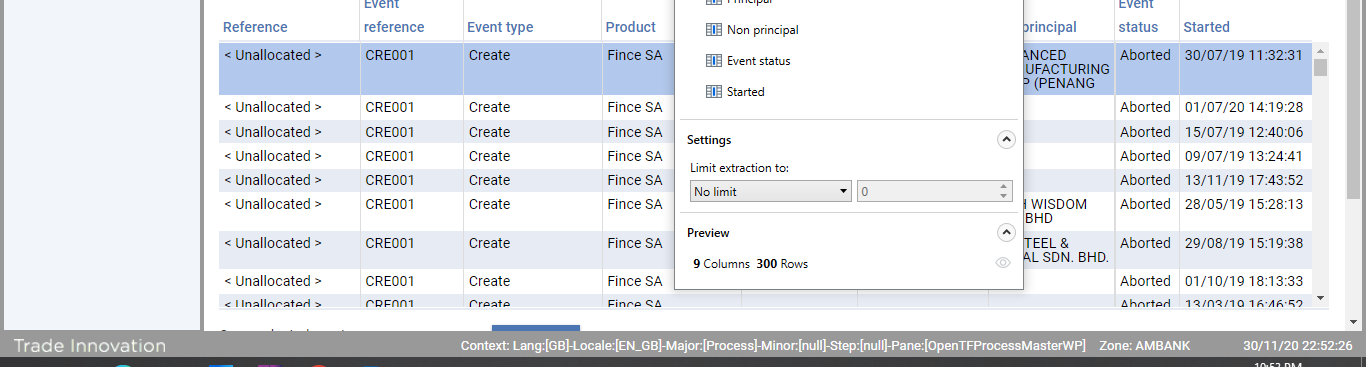 Event
Reference reference Event type Product
Principal
Event
principal status Started
Non principal
Event status
Started
Settings
Limit extraction to:
No limit 0
Preview
9 Columns 300 Rows
< Unallocated > CRE001 Create Fince SA ANCED Aborted 30/07/19 11:32:31
UFACTURING
P (PENANG
< Unallocated > CRE001 Create Fince SA Aborted 01/07/20 14:19:28
< Unallocated > CRE001 Create Fince SA Aborted 15/07/19 12:40:06
< Unallocated > CRE001 Create Fince SA Aborted 09/07/19 13:24:41
< Unallocated > CRE001 Create Fince SA Aborted 13/11/19 17:43:52
< Unallocated > CRE001 Create Fince SA H WISDOM Aborted 28/05/19 15:28:13
BHD
< Unallocated > CRE001 Create Fince SA TEEL & Aborted 29/08/19 15:19:38
AL SDN. BHD.
< Unallocated > CRE001 Create Fince SA Aborted 01/10/19 18:13:33
< Unallocated > CRE001 Create Fince SA Aborted 13/03/19 16:46:52
Trade Innovation Context: Lang:[GB]-Locale:[EN_GB]-Major:[Process]-Minor:[null]-Step:[null]-Pane:[OpenTFProcessMasterWP] Zone: AMBANK 30/11/20 22:52:26